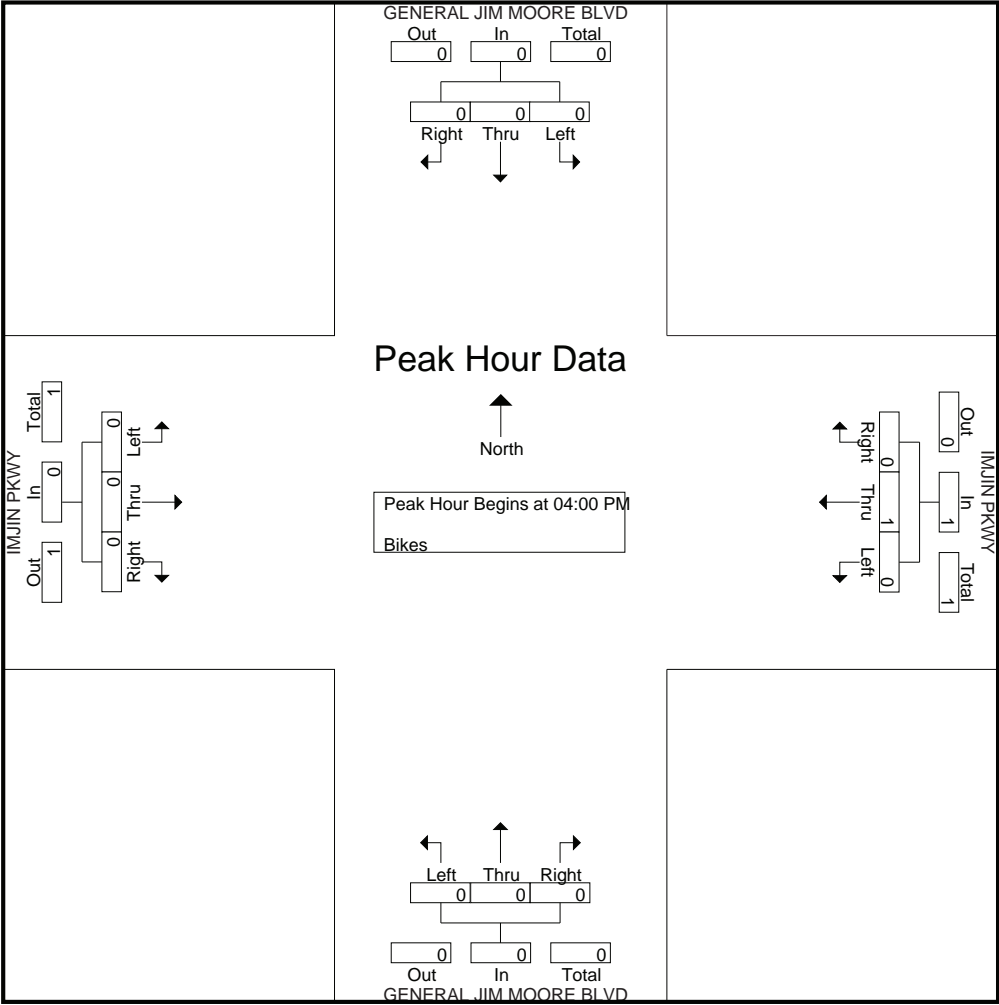 GENERAL JIM MOORE BLVD
Out In Total
0 0 0
0 0 0
Right Thru Left
Peak Hour Data
North
Peak Hour Begins at 04:00 PM
Bikes
IMJIN PKWY
Total In Out
1 0 1
0 0 0
Left Thru Right
IMJIN PKWY
Out In Total
0 1 1
0 1 0
Right Thru Left
Left Thru Right
0 0 0
0 0 0
Out In Total
GENERAL JIM MOORE BLVD